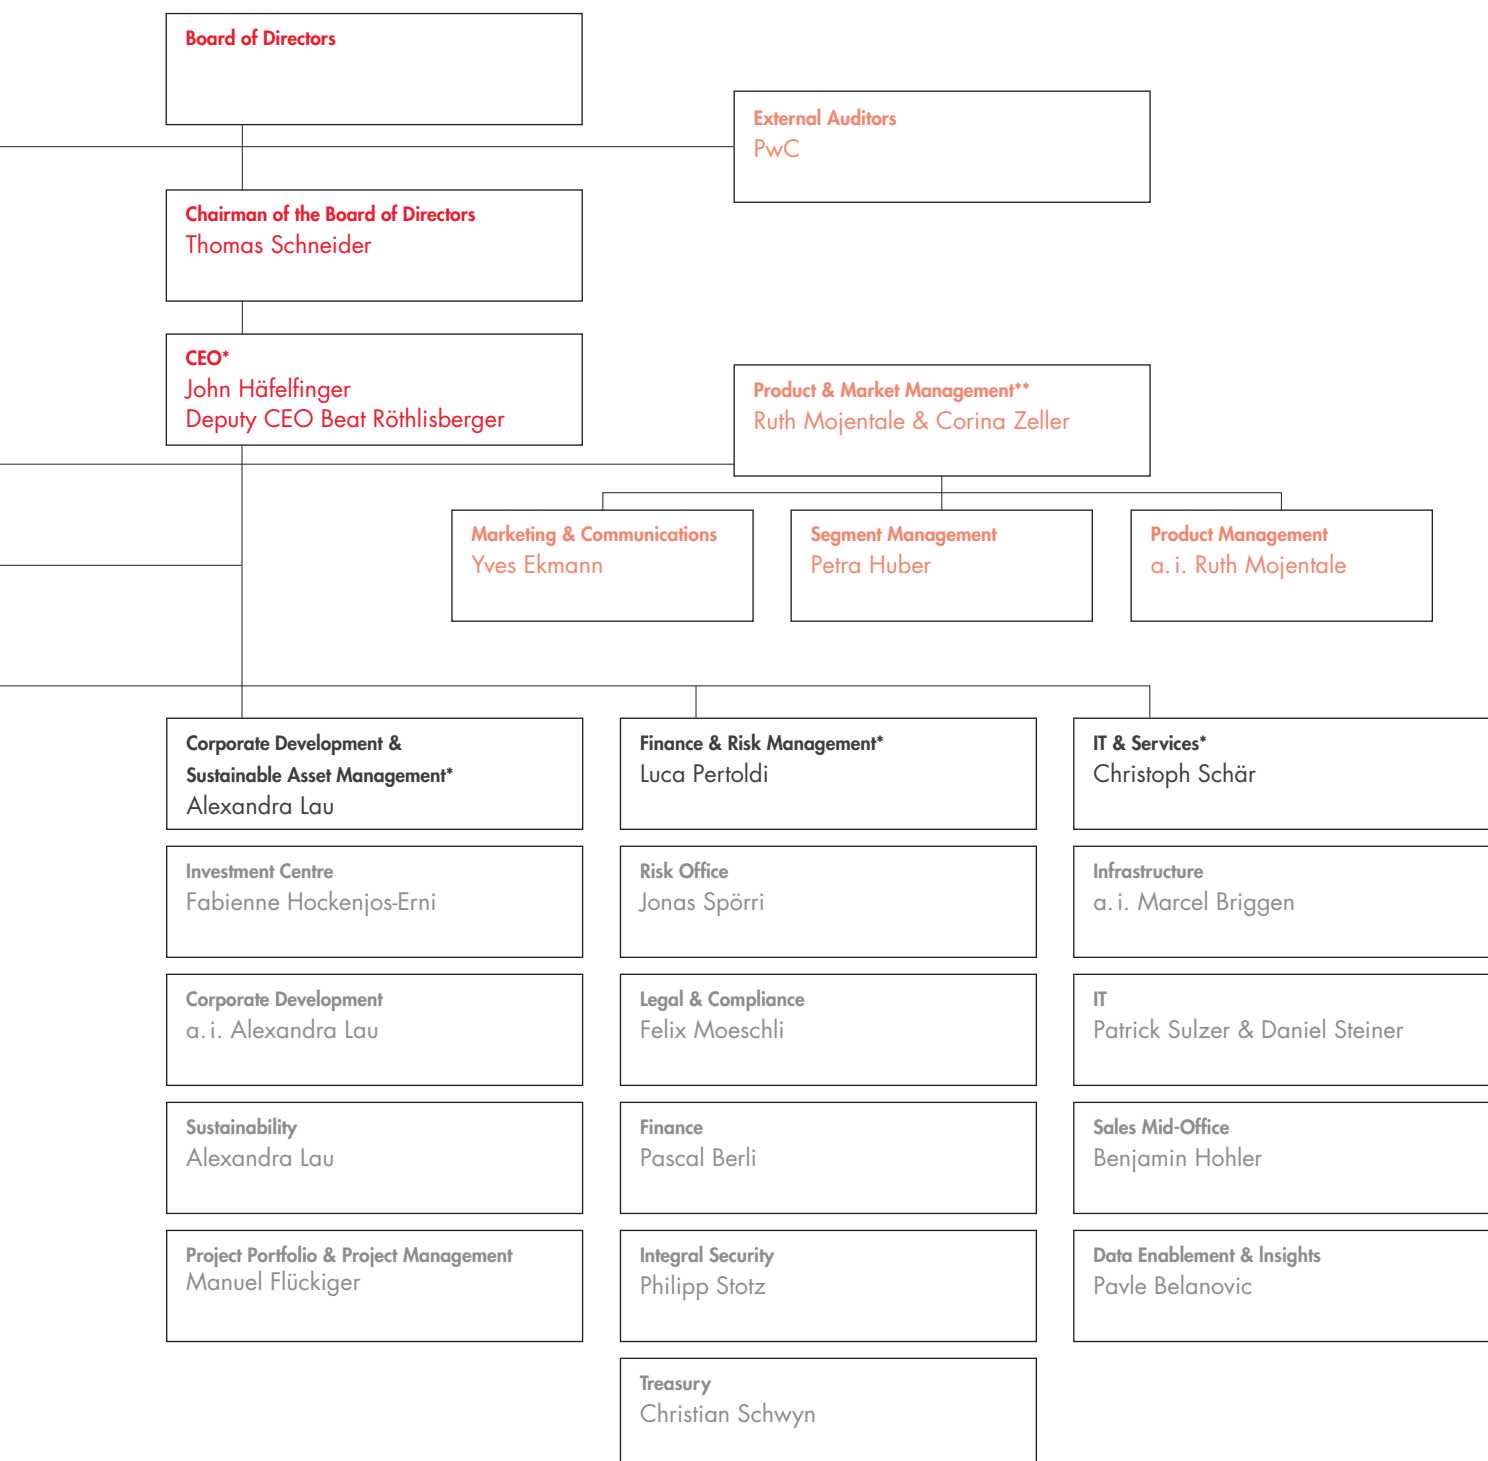 Board of Directors
External Auditors
PwC
Chairman of the Board of Directors
Thomas Schneider
CEO*
John Häfelfinger
Deputy CEO Beat Röthlisberger
Product & Market Management**
Ruth Mojentale & Corina Zeller
Marketing & Communications
Yves Ekmann
Segment Management
Petra Huber
Product Management
a. i. Ruth Mojentale
Corporate Development &
Sustainable Asset Management*
Alexandra Lau
Investment Centre
Fabienne Hockenjos-Erni
Corporate Development
a. i. Alexandra Lau
Sustainability
Alexandra Lau
Project Portfolio & Project Management
Manuel Flückiger
Finance & Risk Management*
Luca Pertoldi
Risk Office
Jonas Spörri
Legal & Compliance
Felix Moeschli
Finance
Pascal Berli
Integral Security
Philipp Stotz
Treasury
Christian Schwyn
IT & Services*
Christoph Schär
Infrastructure
a. i. Marcel Briggen
IT
Patrick Sulzer & Daniel Steiner
Sales Mid-Office
Benjamin Hohler
Data Enablement & Insights
Pavle Belanovic